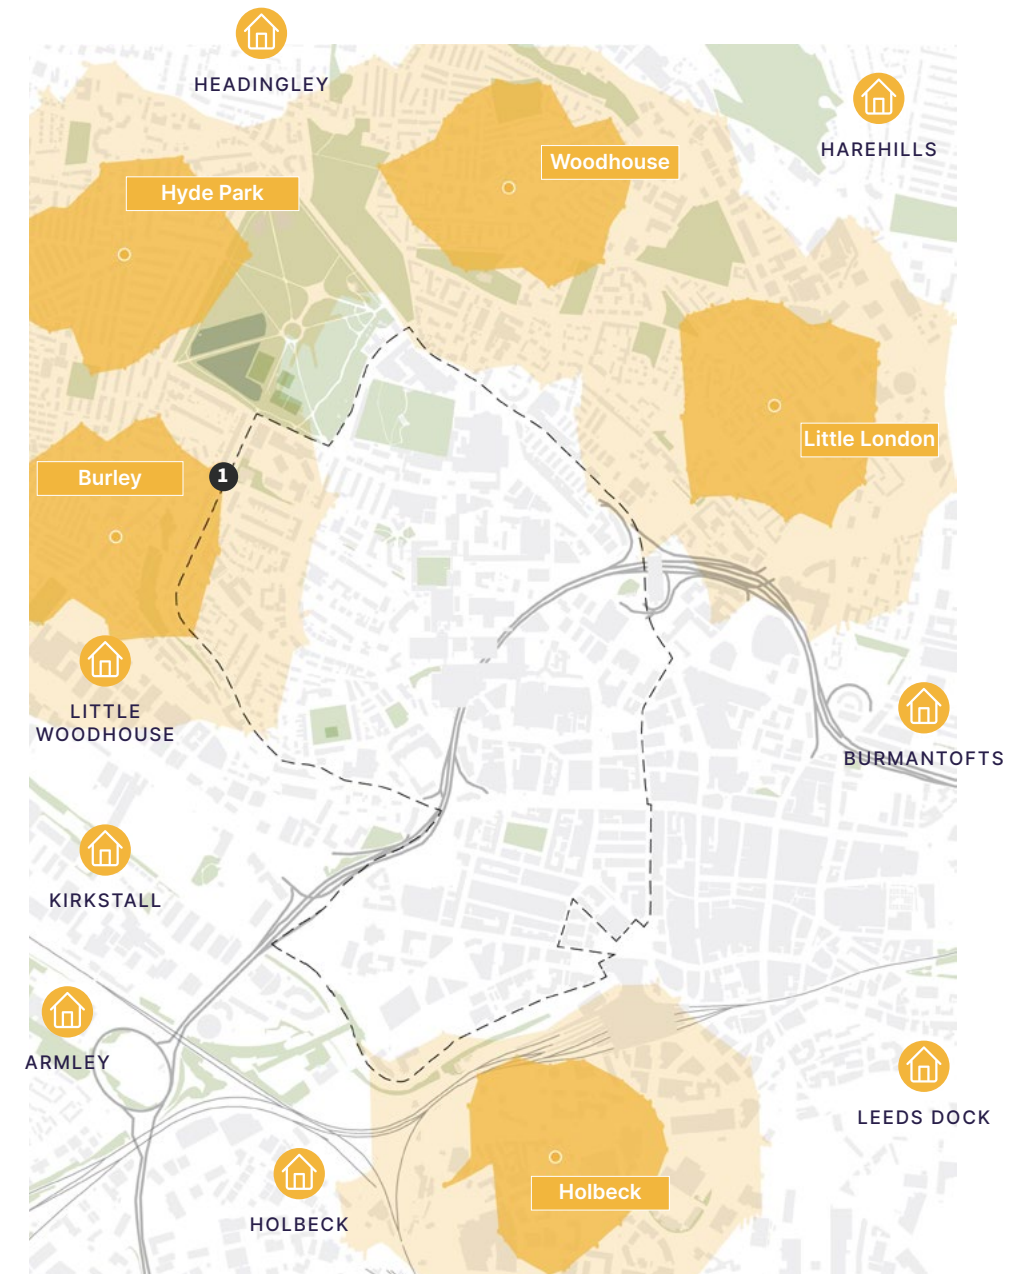 HEADINGLEY
HAREHILLS
Woodhouse
Hyde Park
Little London
Burley
1
LITTLE
WOODHOUSE
BURMANTOFTS
KIRKSTALL
ARMLEY
LEEDS DOCK
Holbeck
HOLBECK